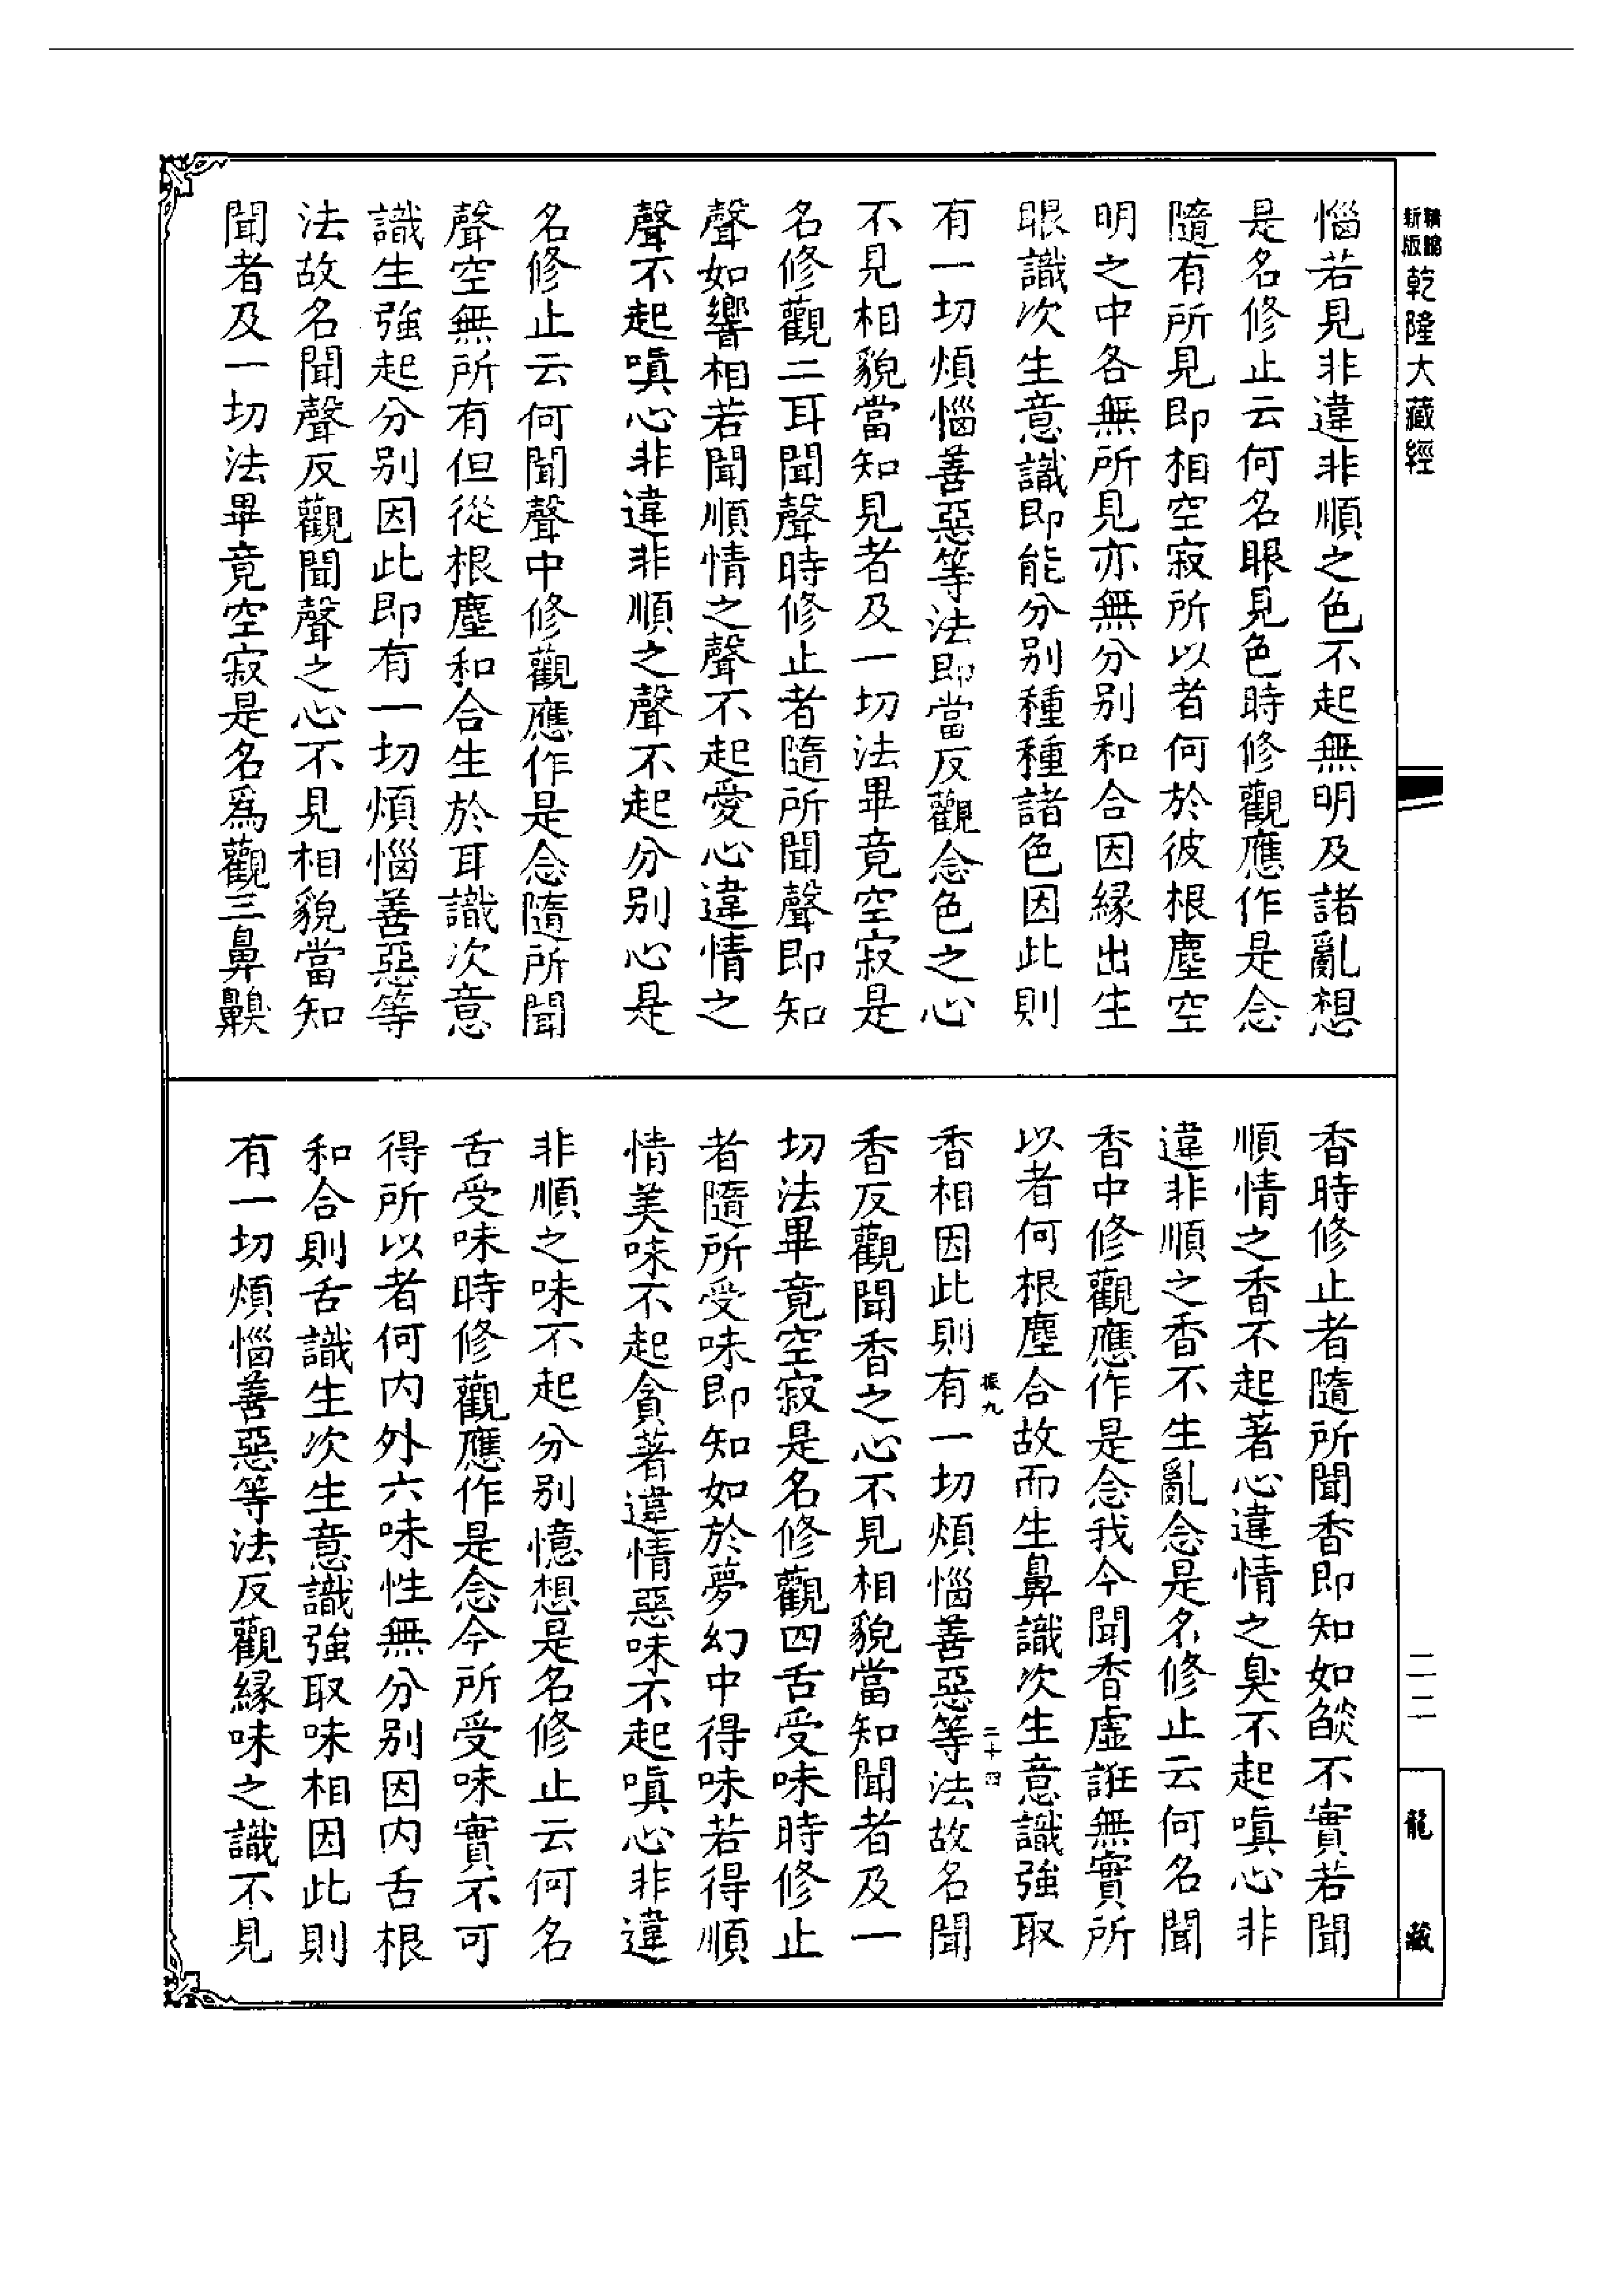 精縮
新版
乾隆大藏經
惱若見非違非順之色不起無明及諸亂想
是名修止云何名眼見色時修觀應作是念
隨有所見即相空寂所以者何於彼根塵空
明之中各無所見亦無分别和合因緣出生
眼識次生意識即能分别種種諸色因此則
有一切煩惱善惡等法即當反觀念色之心
不見相貌當知見者及一切法畢竟空寂是
名修觀二耳聞聲時修止者隨所聞聲即知
聲如響相若聞順情之聲不起愛心違情之
聲不起嗔心非違非順之聲不起分别心是
名修止云何聞聲中修觀應作是念隨所聞
聲空無所有但從根塵和合生於耳識次意
識生強起分别因此即有一切煩惱善惡等
法故名聞聲反觀聞聲之心不見相貌當知
聞者及一切法畢竟空寂是名爲觀三鼻齅
香時修止者隨所聞香即知如燄不實若聞
順情之香不起著心違情之臭不起嗔心非
違非順之香不生亂念是名修止云何名聞
香中修觀應作是念我今聞香虛誑無實所
以者何根塵合故而生鼻識次生意識強取
香相因此則有一切煩惱善惡等法故名聞
振九
二十四
香反觀聞香之心不見相貌當知聞者及一
切法畢竟空寂是名修觀四舌受味時修止
者隨所受味即知如於夢幻中得味若得順
情美味不起貪著違情惡味不起嗔心非違
非順之味不起分别憶想是名修止云何名
舌受味時修觀應作是念今所受味實不可
得所以者何内外六味性無分别因内舌根
和合則舌識生次生意識強取味相因此則
有一切煩惱善惡等法反觀緣味之識不見
二二
龍藏